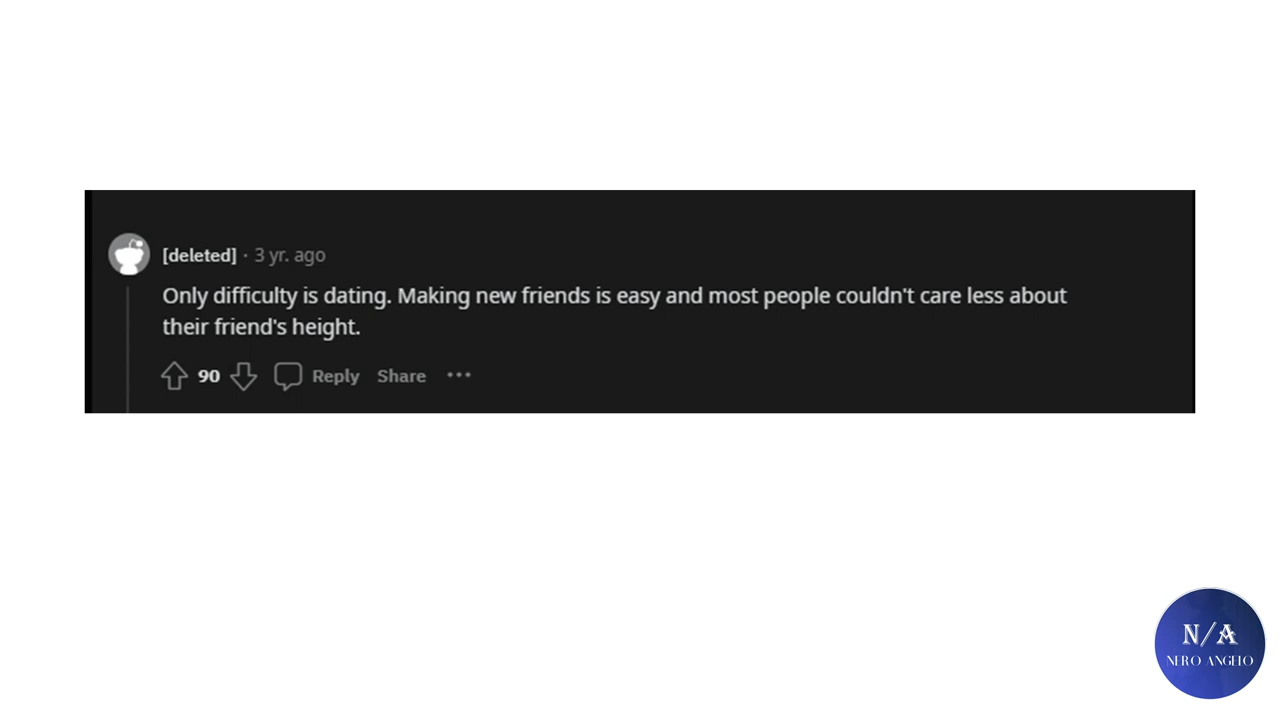 [deleted] · 3 yr. ago
Only difficulty is dating. Making new friends is easy and most people couldn't care less about
their friend's height.
90 Reply Share ···
N/A
NERO ANGELO